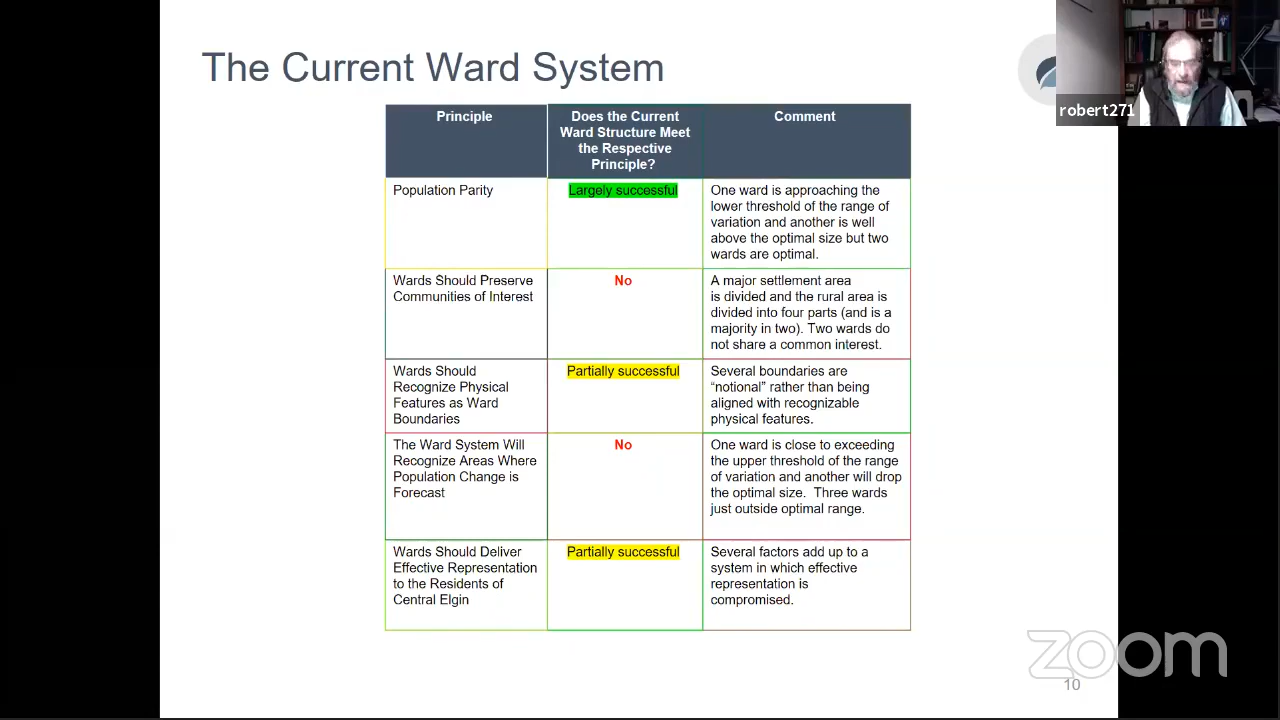 The Current Ward System
robert271
Principle
Does the Current
Ward Structure Meet
the Respective
Principle?
Comment
Population Parity
Largely successful
One ward is approaching the
lower threshold of the range of
variation and another is well
above the optimal size but two
wards are optimal.
Wards Should Preserve
Communities of Interest
No
A major settlement area
is divided and the rural area is
divided into four parts (and is a
majority in two). Two wards do
not share a common interest.
Wards Should
Recognize Physical
Features as Ward
Boundaries
Partially successful
Several boundaries are
“notional” rather than being
aligned with recognizable
physical features.
The Ward System Will
Recognize Areas Where
Population Change is
Forecast
No
One ward is close to exceeding
the upper threshold of the range
of variation and another will drop
the optimal size. Three wards
just outside optimal range.
Wards Should Deliver
Effective Representation
to the Residents of
Central Elgin
Partially successful
Several factors add up to a
system in which effective
representation is
compromised.
zoom
10